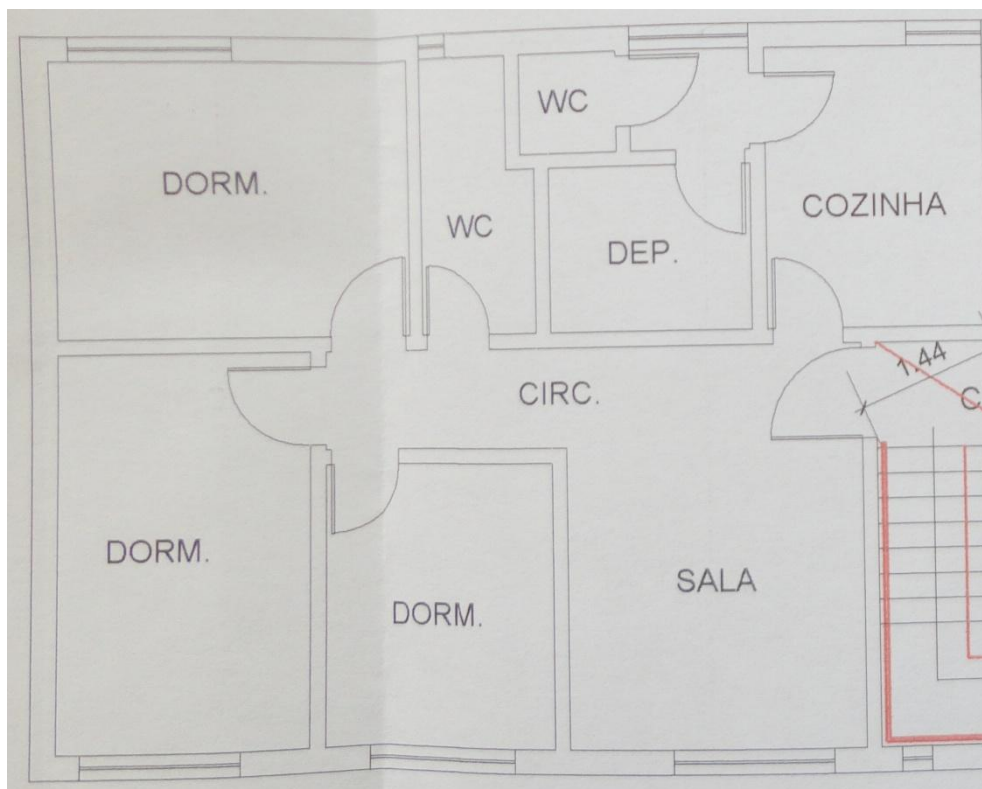 WC
DORM.
COZINHA
WC
DEP.
1.44
CIRC.
C
DORM.
SALA
DORM.